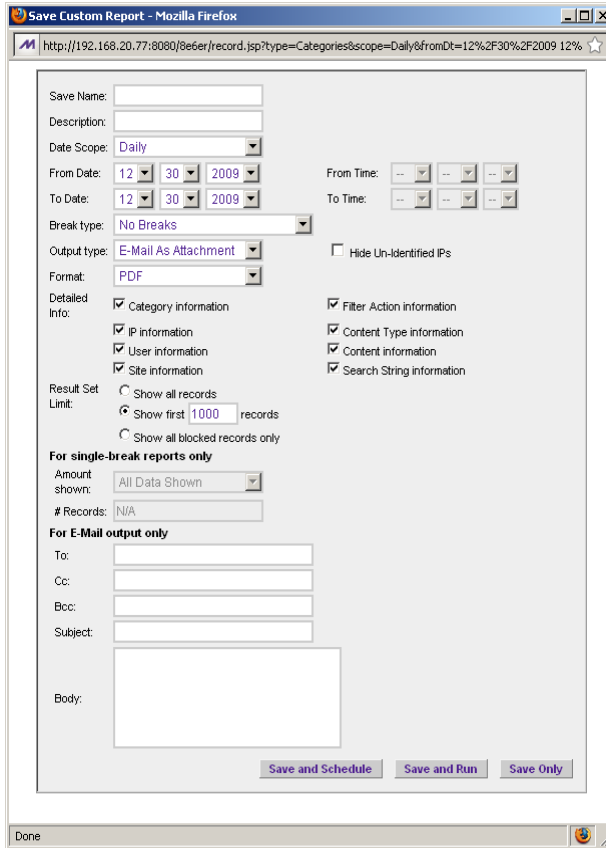 Save Custom Report - Mozilla Firefox
http://192.168.20.77:8080/8e6er/record.jsp?type=Categories&scope=Daily&fromDt=12%2F30%2F2009 12%
Save Name:
Description:
Date Scope: Daily
From Date: 12 30 2009 From Time: -- -- --
To Date: 12 30 2009 To Time: -- -- --
Break type: No Breaks
Output type: E-Mail As Attachment Hide Un-Identified IPs
Format: PDF
Detailed Info: Category information Filter Action information
IP information Content Type information
User information Content information
Site information Search String information
Result Set Limit: Show all records
Show first 1000 records
Show all blocked records only
For single-break reports only
Amount shown: All Data Shown
# Records: N/A
For E-Mail output only
To:
Cc:
Bcc:
Subject:
Body:
Save and Schedule Save and Run Save Only
Done